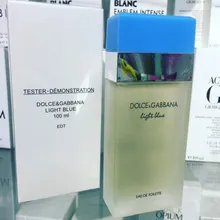 BLANC
EMBLEM INTENSE
TESTER-DÉMONSTRATION
DOLCE&GABBANA
LIGHT BLUE
100 ml
EDT
DOLCE&GABBANA
light blue
EAU DE TOILETTE
GIOR
OPIUM